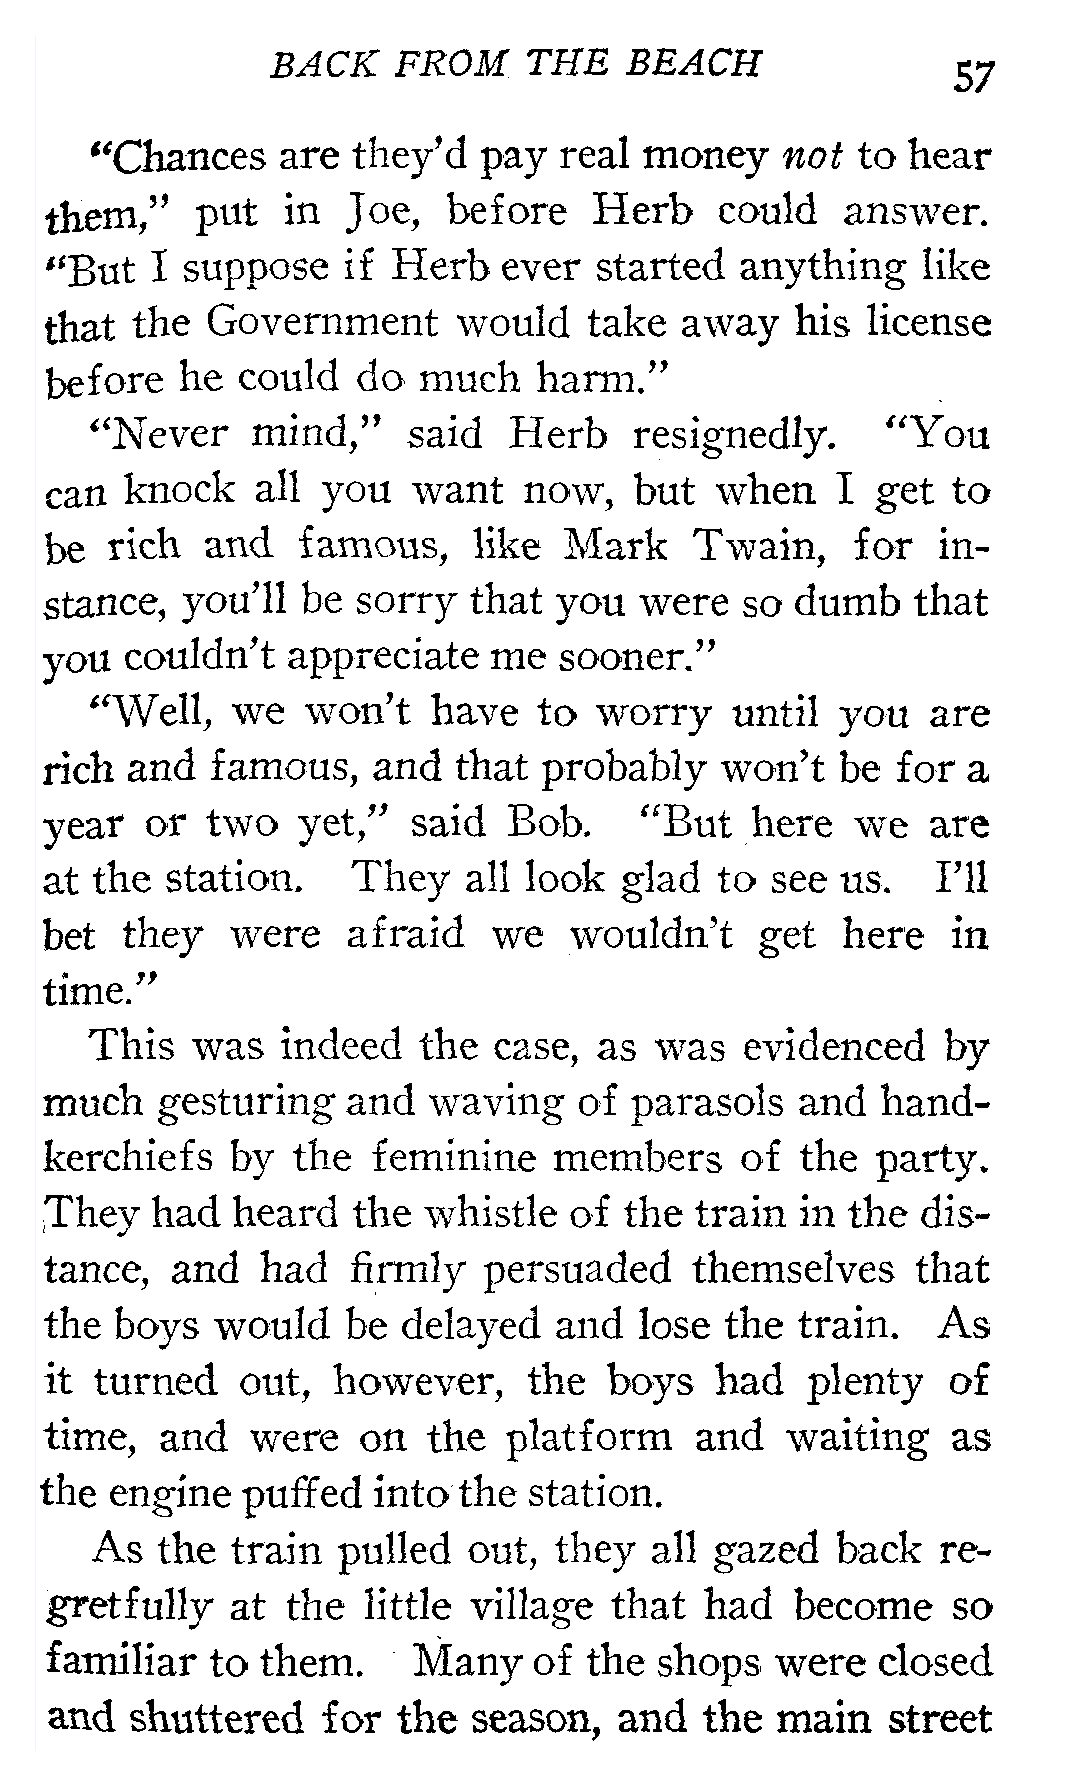 BACK FROM THE BEACH 57
"Chances are they'd pay real money not to hear
them," put in Joe, before Herb could answer.
"But I suppose if Herb ever started anything like
that the Government would take away his license
before he could do much harm."
"Never mind," said Herb resignedly. "You
can knock all you want now, but when I get to
be rich and famous, like Mark Twain, for in-
stance, you'll be sorry that you were so dumb that
you couldn't appreciate me sooner."
"Well, we won't have to worry until you are
rich and famous, and that probably won't be for a
year or two yet," said Bob. "But here we are
at the station. They all look glad to see us. I'll
bet they were afraid we wouldn't get here in
time."
This was indeed the case, as was evidenced by
much gesturing and waving of parasols and hand-
kerchiefs by the feminine members of the party.
They had heard the whistle of the train in the dis-
tance, and had firmly persuaded themselves that
the boys would be delayed and lose the train. As
it turned out, however, the boys had plenty of
time, and were on the platform and waiting as
the engine puffed into the station.
As the train pulled out, they all gazed back re-
gretfully at the little village that had become so
familiar to them. Many of the shops were closed
and shuttered for the season, and the main street